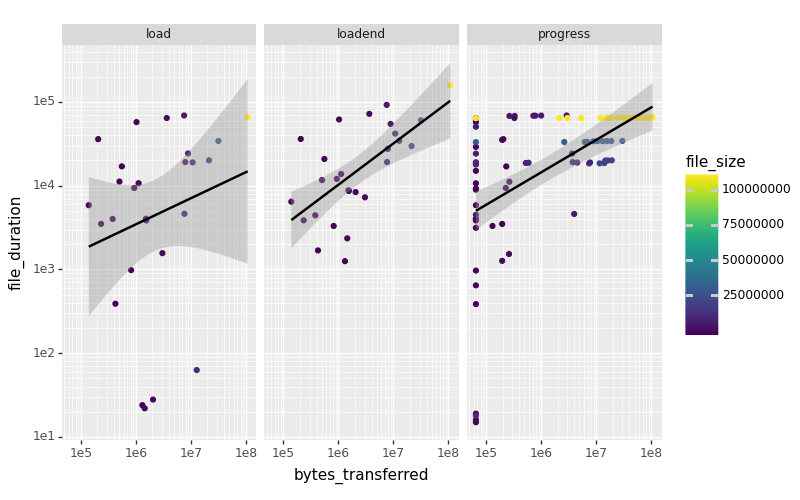 load loadend progress
1e5
1e4
1e3
1e2
1e1
file_duration
1e5 1e6 1e7 1e8 1e5 1e6 1e7 1e8 1e5 1e6 1e7 1e8
bytes_transferred
file_size
100000000
75000000
50000000
25000000